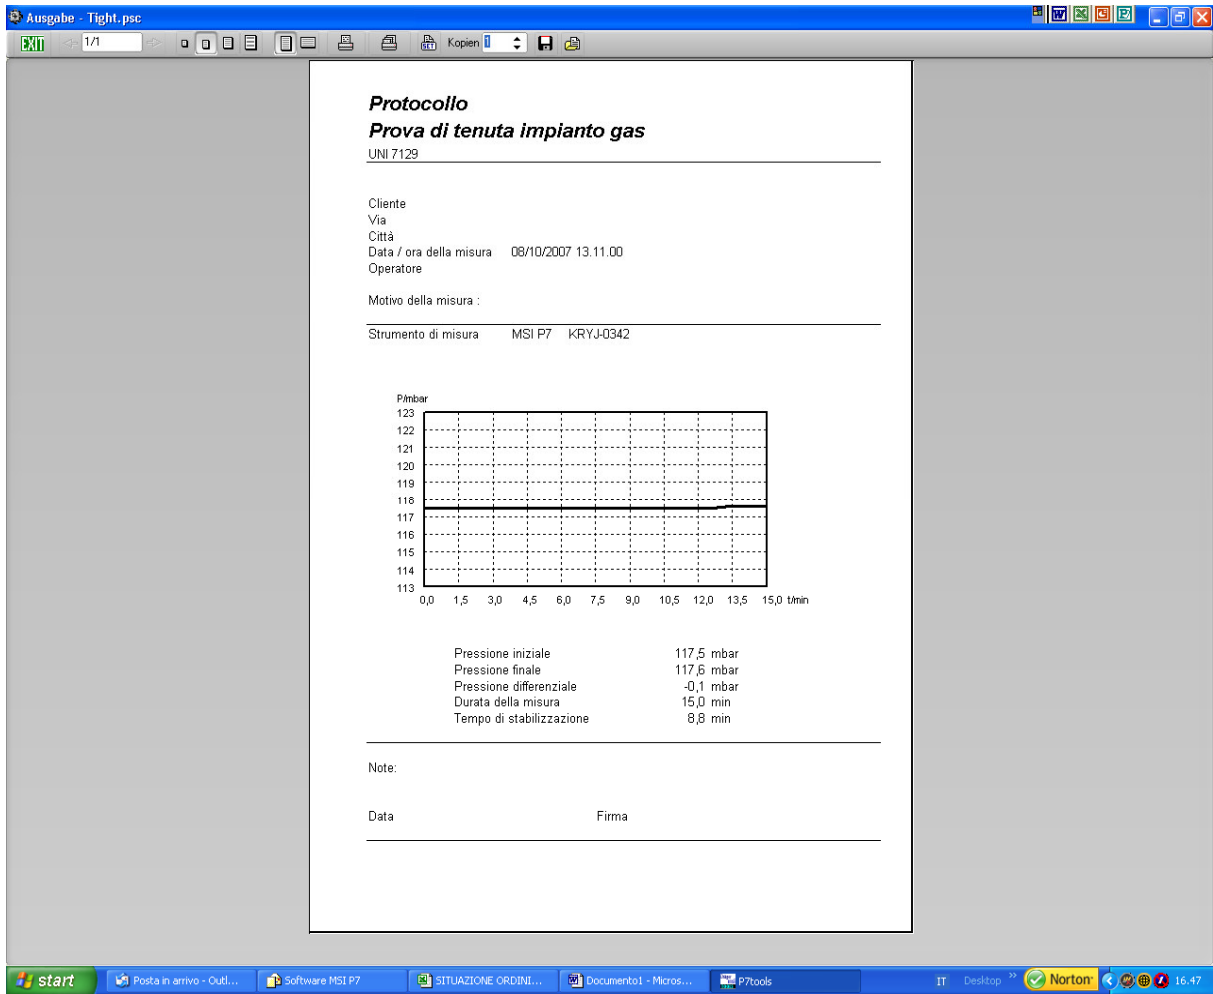 Ausgabe - Tight.psc
EXIT 1/1 SET Kopien 1
Protocollo
Prova di tenuta impianto gas
UNI 7129
Cliente
Via
Città
Data / ora della misura 08/10/2007 13.11.00
Operatore
Motivo della misura :
Strumento di misura MSI P7 KRYJ-0342
P/mbar
123
122
121
120
119
118
117
116
115
114
113
0,0 1,5 3,0 4,5 6,0 7,5 9,0 10,5 12,0 13,5 15,0 t/min
Pressione iniziale 117,5 mbar
Pressione finale 117,6 mbar
Pressione differenziale -0,1 mbar
Durata della misura 15,0 min
Tempo di stabilizzazione 8,8 min
Note:
Data Firma
start Posta in arrivo - Outl... Software MSI P7 SITUAZIONE ORDINI... Documento1 - Micros... P7tools IT Desktop » Norton 16.47